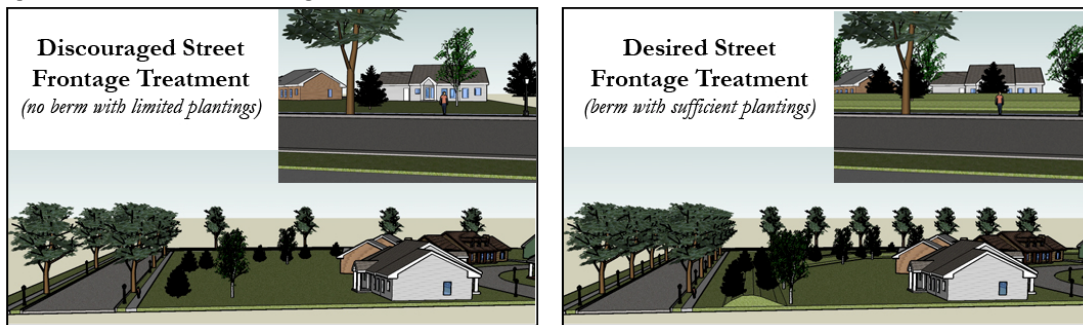 Discouraged Street
Frontage Treatment
(no berm with limited plantings)
Desired Street
Frontage Treatment
(berm with sufficient plantings)